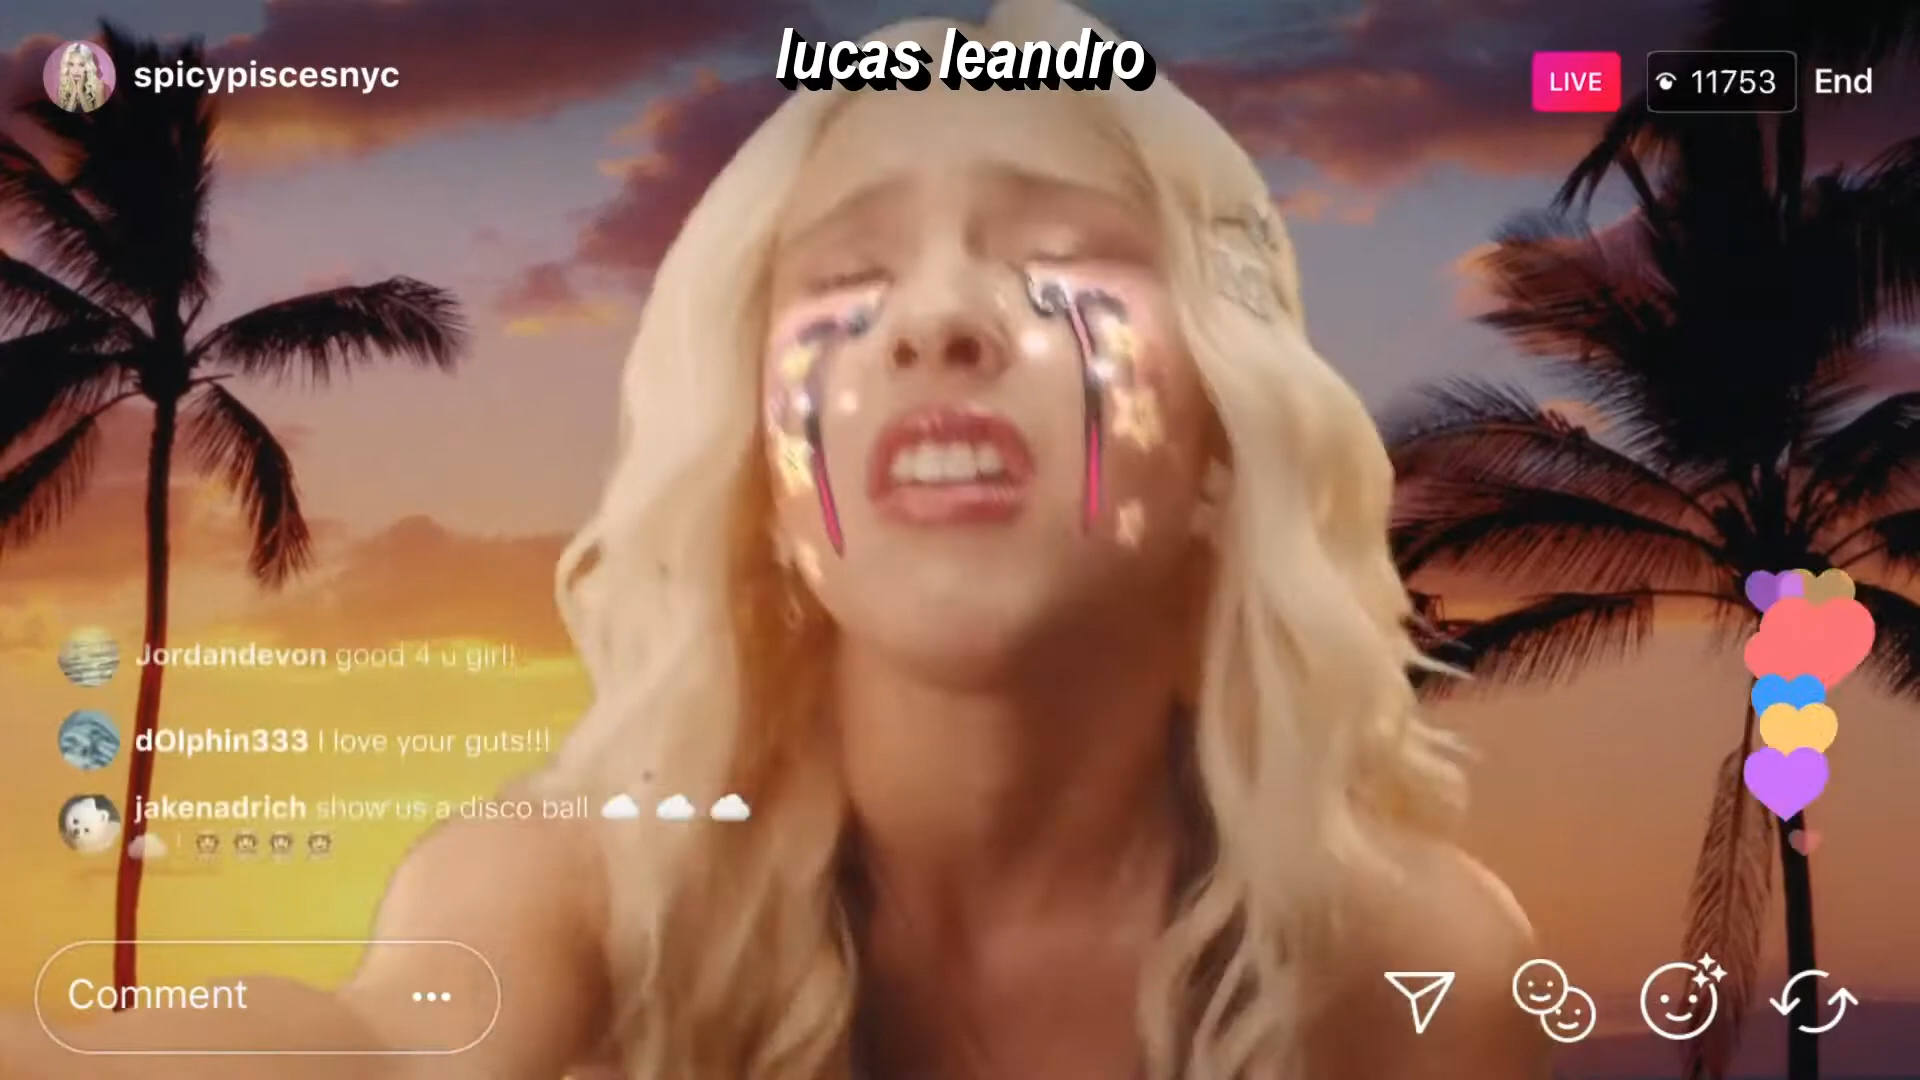 lucas leandro
spicypiscesnyc
LIVE
11753
End
Jordandevon good 4 u girl!
dOlphin333 I love your guts!!!
jakenadrich show us a disco ball
Comment